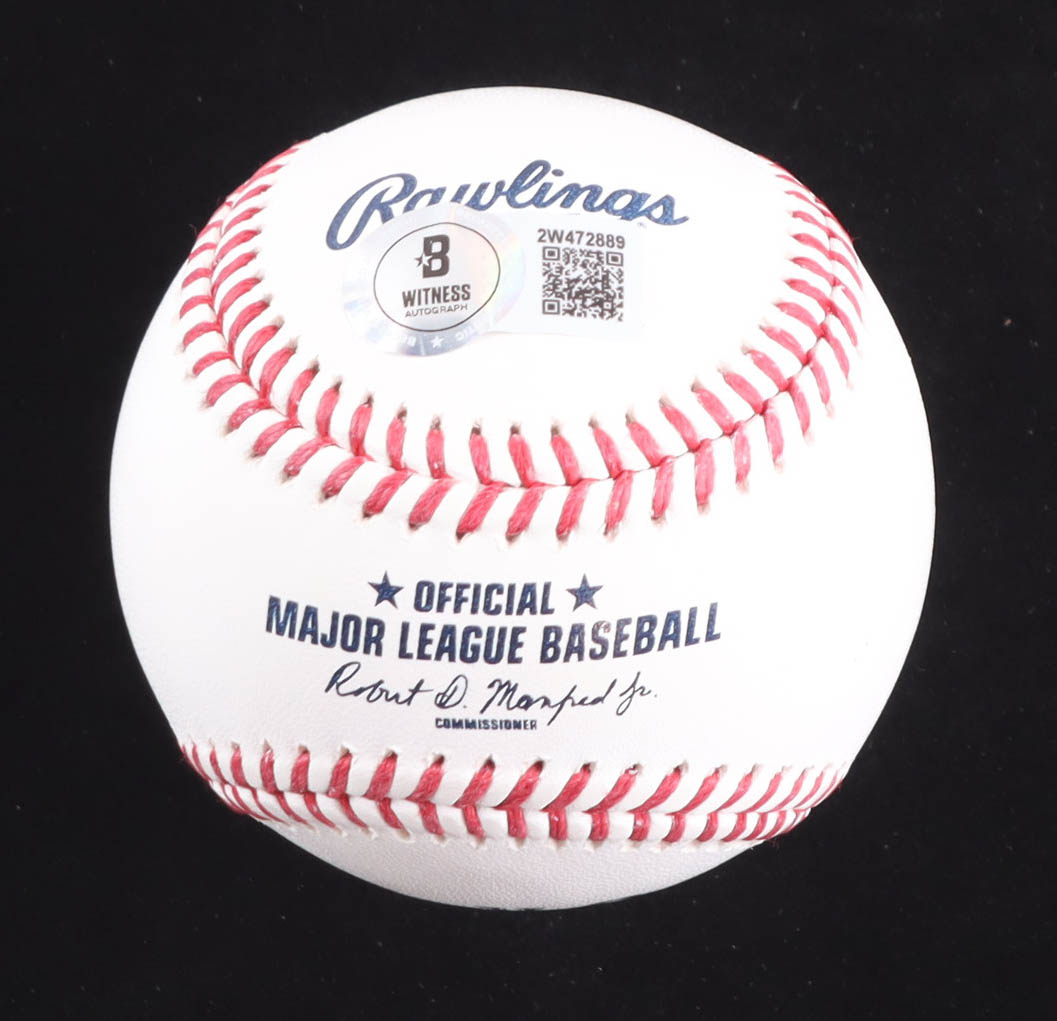 Rawlings
2W472889
B
WITNESS
AUTOGRAPH
★ OFFICIAL ★
MAJOR LEAGUE BASEBALL
Robert D. Manfred Jr.
COMMISSIONER